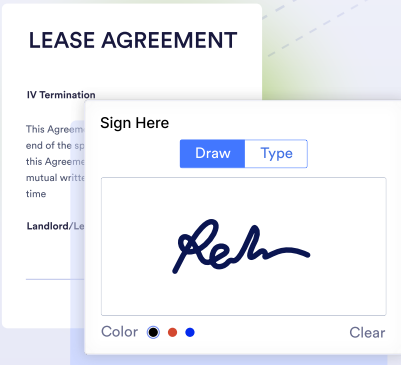 LEASE AGREEMENT
IV Termination
This Agreeme
end of the sp
this Agreeme
mutual writte
time
Landlord/Le
Sign Here
Draw
Type
Color
Clear